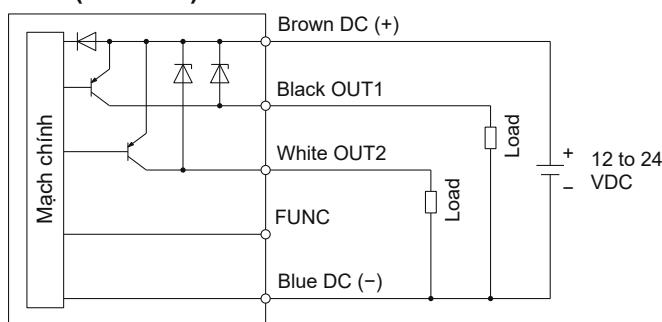 Brown DC (+)
Black OUT1
Mạch chính
Load
White OUT2
+ 12 to 24
− VDC
Load
FUNC
Blue DC (−)